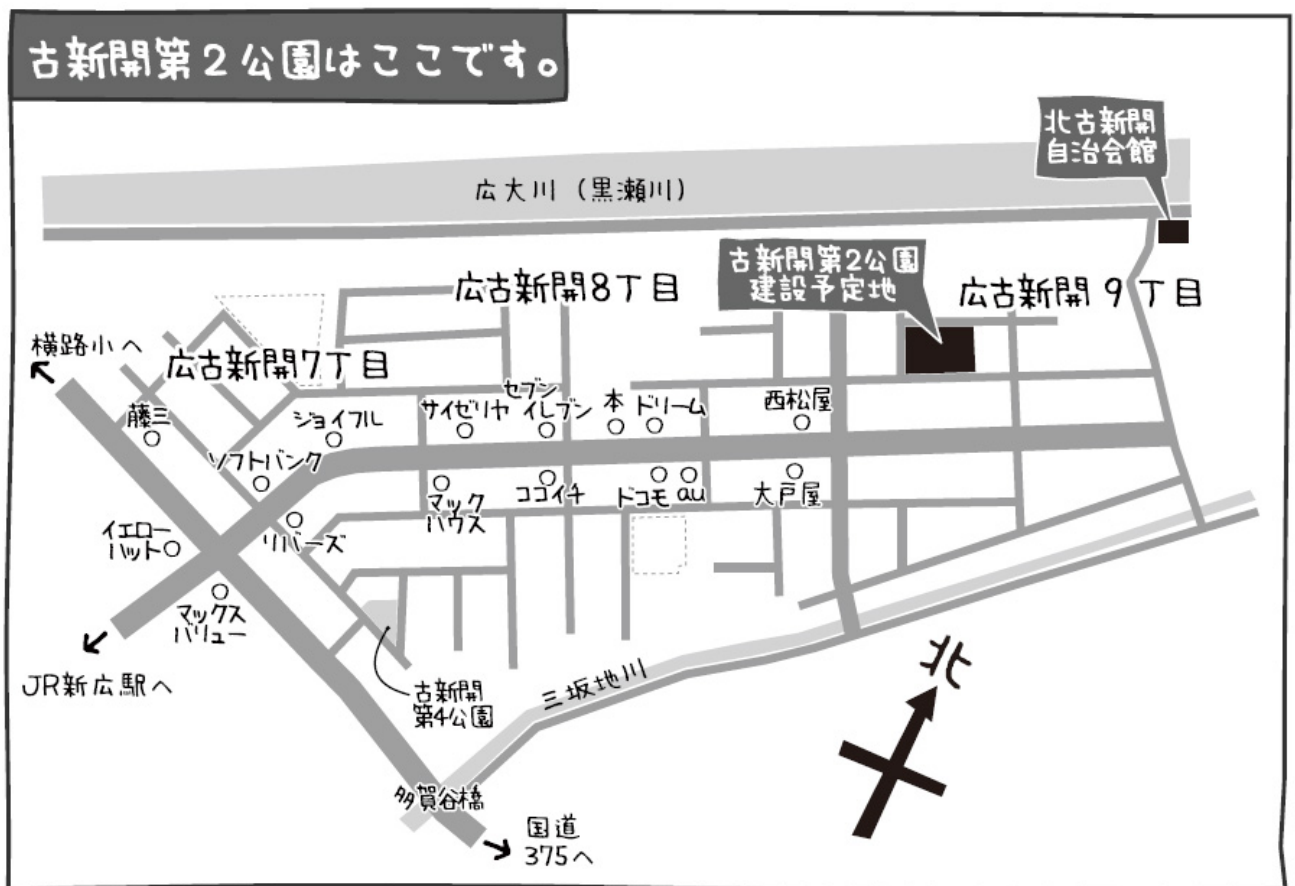 古新開第2公園はここです。
北古新開
自治会館
広大川（黒瀬川）
古新開第2公園
建設予定地
広古新開8丁目
広古新開 9丁目
横路小へ
広古新開7丁目
藤三
ジョイフル
サイゼリヤ
セブン
イレブン
本
ドリーム
西松屋
ソフトバンク
マック
ハウス
ココイチ
ドコモ
au
大戸屋
イエロー
ハット
リバーズ
マックス
バリュー
JR新広駅へ
古新開
第4公園
三坂地川
北
多賀谷橋
国道
375へ